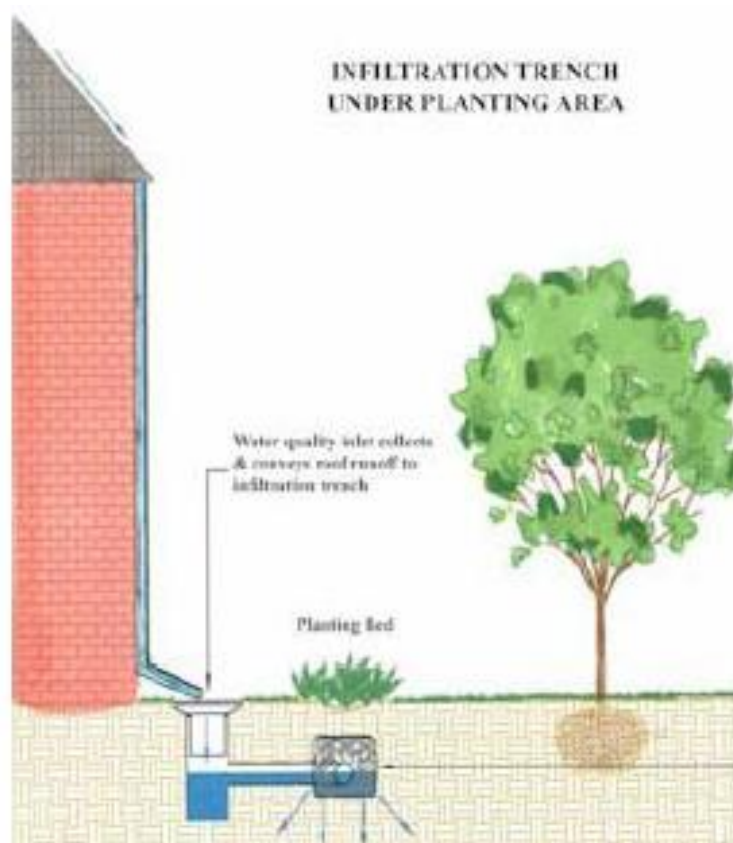 INFILTRATION TRENCH
UNDER PLANTING AREA
Water quality inlet collects
& conveys roof runoff to
infiltration trench
Planting Bed